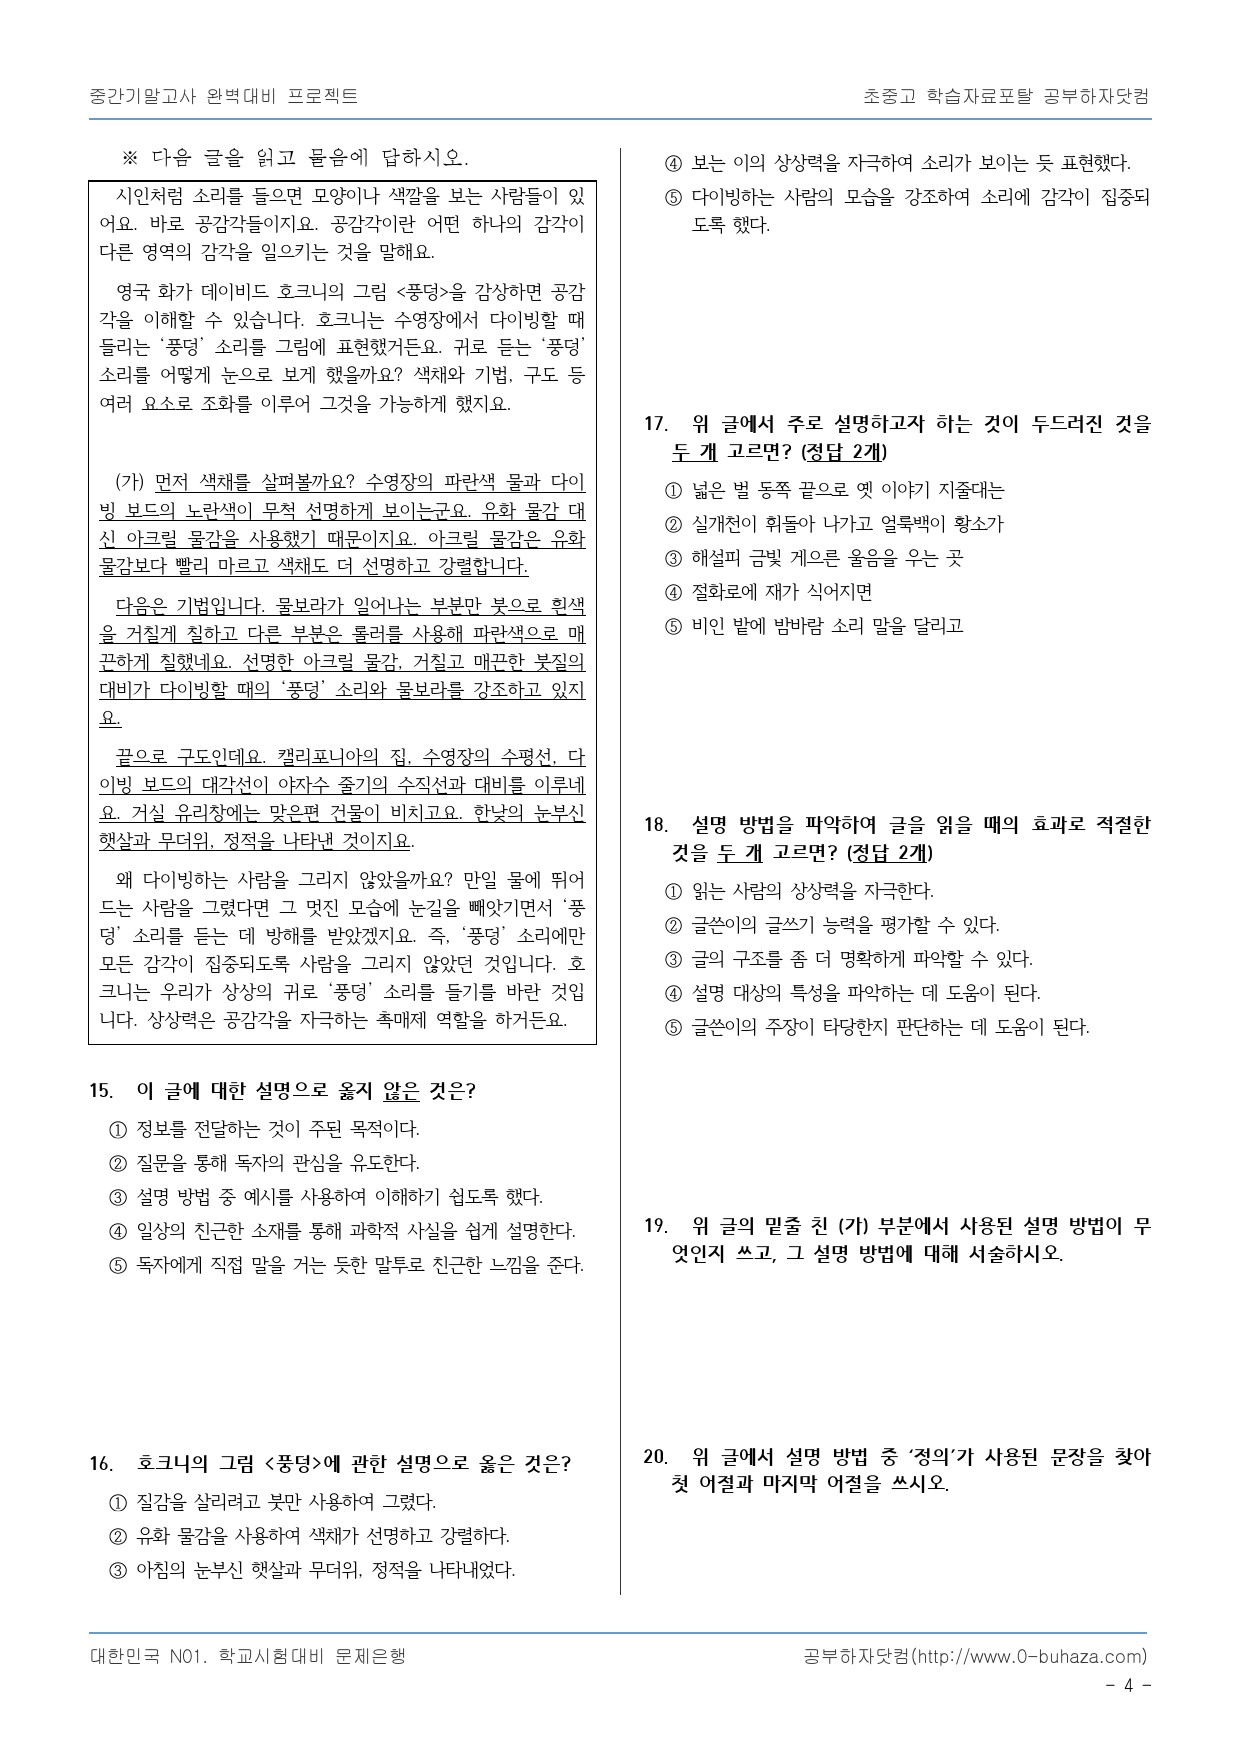 중간기말고사 완벽대비 프로젝트
초중고 학습자료포탈 공부하자닷컴
※ 다음 글을 읽고 물음에 답하시오.
시인처럼 소리를 들으면 모양이나 색깔을 보는 사람들이 있
어요. 바로 공감각들이지요. 공감각이란 어떤 하나의 감각이
다른 영역의 감각을 일으키는 것을 말해요.
영국 화가 데이비드 호크니의 그림 <풍덩>을 감상하면 공감
각을 이해할 수 있습니다. 호크니는 수영장에서 다이빙할 때
들리는 ‘풍덩’ 소리를 그림에 표현했거든요. 귀로 듣는 ‘풍덩’
소리를 어떻게 눈으로 보게 했을까요? 색채와 기법, 구도 등
여러 요소로 조화를 이루어 그것을 가능하게 했지요.
(가) 먼저 색채를 살펴볼까요? 수영장의 파란색 물과 다이
빙 보드의 노란색이 무척 선명하게 보이는군요. 유화 물감 대
신 아크릴 물감을 사용했기 때문이지요. 아크릴 물감은 유화
물감보다 빨리 마르고 색채도 더 선명하고 강렬합니다.
다음은 기법입니다. 물보라가 일어나는 부분만 붓으로 흰색
을 거칠게 칠하고 다른 부분은 롤러를 사용해 파란색으로 매
끈하게 칠했네요. 선명한 아크릴 물감, 거칠고 매끈한 붓질의
대비가 다이빙할 때의 ‘풍덩’ 소리와 물보라를 강조하고 있지
요.
끝으로 구도인데요. 캘리포니아의 집, 수영장의 수평선, 다
이빙 보드의 대각선이 야자수 줄기의 수직선과 대비를 이루네
요. 거실 유리창에는 맞은편 건물이 비치고요. 한낮의 눈부신
햇살과 무더위, 정적을 나타낸 것이지요.
왜 다이빙하는 사람을 그리지 않았을까요? 만일 물에 뛰어
드는 사람을 그렸다면 그 멋진 모습에 눈길을 빼앗기면서 ‘풍
덩’ 소리를 듣는 데 방해를 받았겠지요. 즉, ‘풍덩’ 소리에만
모든 감각이 집중되도록 사람을 그리지 않았던 것입니다. 호
크니는 우리가 상상의 귀로 ‘풍덩’ 소리를 듣기를 바란 것입
니다. 상상력은 공감각을 자극하는 촉매제 역할을 하거든요.
15. 이 글에 대한 설명으로 옳지 않은 것은?
① 정보를 전달하는 것이 주된 목적이다.
② 질문을 통해 독자의 관심을 유도한다.
③ 설명 방법 중 예시를 사용하여 이해하기 쉽도록 했다.
④ 일상의 친근한 소재를 통해 과학적 사실을 쉽게 설명한다.
⑤ 독자에게 직접 말을 거는 듯한 말투로 친근한 느낌을 준다.
16. 호크니의 그림 <풍덩>에 관한 설명으로 옳은 것은?
① 질감을 살리려고 붓만 사용하여 그렸다.
② 유화 물감을 사용하여 색채가 선명하고 강렬하다.
③ 아침의 눈부신 햇살과 무더위, 정적을 나타내었다.
④ 보는 이의 상상력을 자극하여 소리가 보이는 듯 표현했다.
⑤ 다이빙하는 사람의 모습을 강조하여 소리에 감각이 집중되
도록 했다.
17. 위 글에서 주로 설명하고자 하는 것이 두드러진 것을
두 개 고르면? (정답 2개)
① 넓은 벌 동쪽 끝으로 옛 이야기 지줄대는
② 실개천이 휘돌아 나가고 얼룩백이 황소가
③ 해설피 금빛 게으른 울음을 우는 곳
④ 절화로에 재가 식어지면
⑤ 비인 밭에 밤바람 소리 말을 달리고
18. 설명 방법을 파악하여 글을 읽을 때의 효과로 적절한
것을 두 개 고르면? (정답 2개)
① 읽는 사람의 상상력을 자극한다.
② 글쓴이의 글쓰기 능력을 평가할 수 있다.
③ 글의 구조를 좀 더 명확하게 파악할 수 있다.
④ 설명 대상의 특성을 파악하는 데 도움이 된다.
⑤ 글쓴이의 주장이 타당한지 판단하는 데 도움이 된다.
19. 위 글의 밑줄 친 (가) 부분에서 사용된 설명 방법이 무
엇인지 쓰고, 그 설명 방법에 대해 서술하시오.
20. 위 글에서 설명 방법 중 ‘정의’가 사용된 문장을 찾아
첫 어절과 마지막 어절을 쓰시오.
대한민국 N01. 학교시험대비 문제은행
공부하자닷컴(http://www.0-buhaza.com)
- 4 -